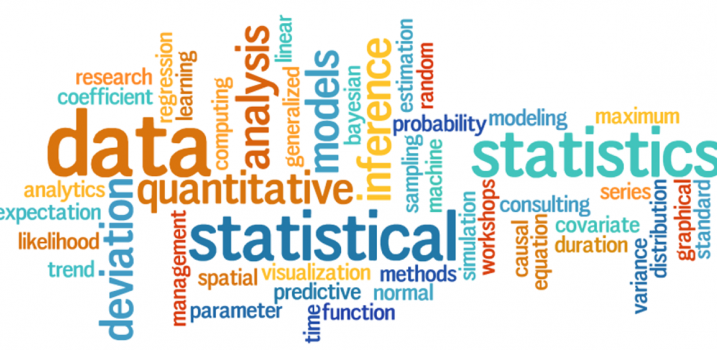 research
coefficient
regression
learning
computing
analysis
linear
generalized
models
bayesian
inference
estimation
random
probability
modeling
maximum
data
statistics
analytics
quantitative
sampling
machine
expectation
deviation
likelihood
trend
management
statistical
simulation
workshops
consulting
series
causal
equation
covariate
duration
variance
distribution
graphical
standard
spatial
visualization
methods
predictive
normal
parameter
time
function